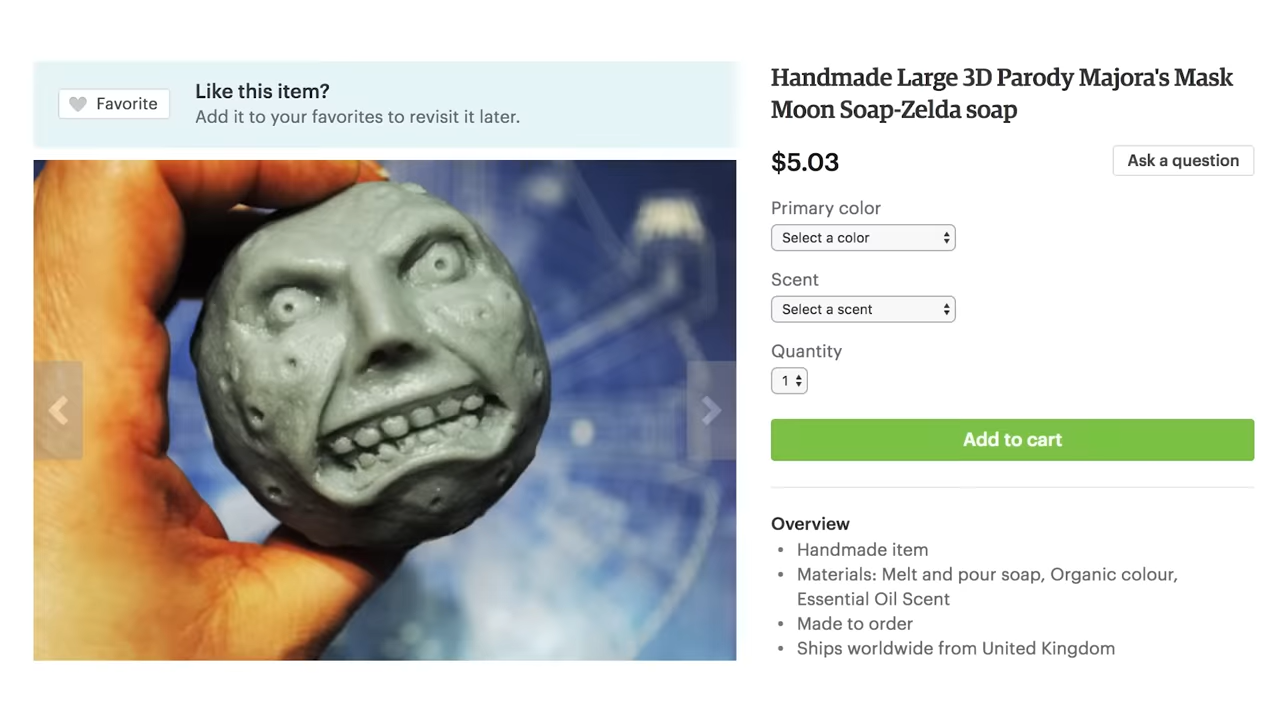 Favorite
Like this item?
Add it to your favorites to revisit it later.
Handmade Large 3D Parody Majora's Mask
Moon Soap-Zelda soap
$5.03
Ask a question
Primary color
Select a color
Scent
Select a scent
Quantity
1
Add to cart
Overview
• Handmade item
• Materials: Melt and pour soap, Organic colour,
Essential Oil Scent
• Made to order
• Ships worldwide from United Kingdom